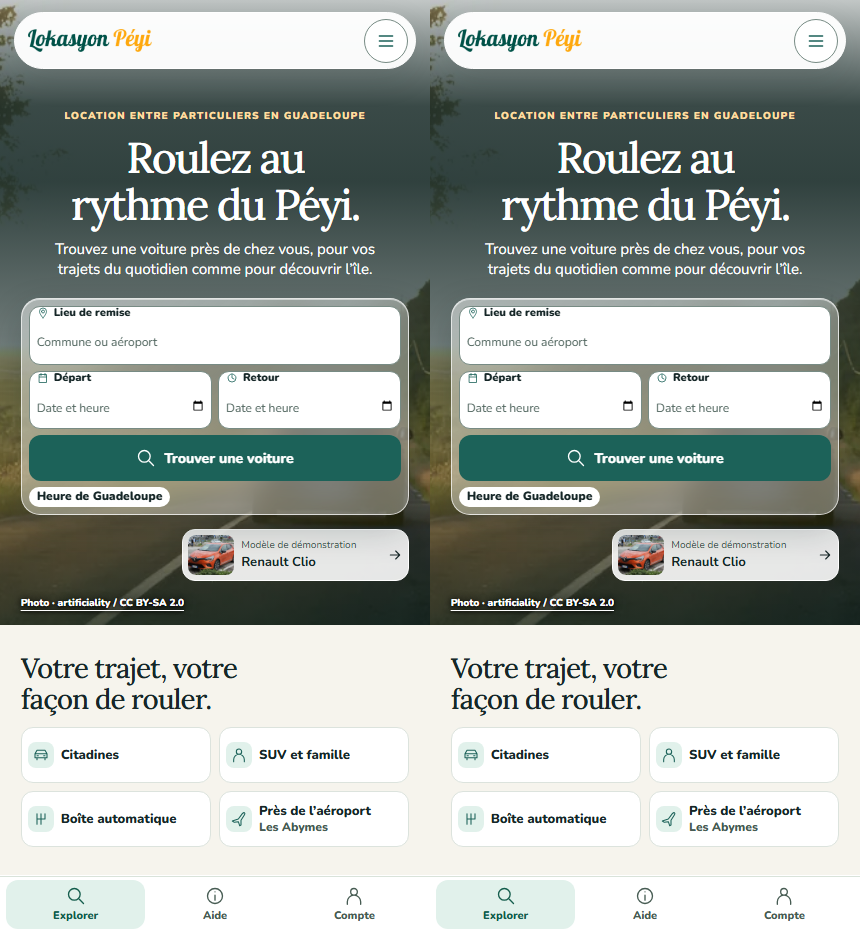 Lokasyon Péyi
LOCATION ENTRE PARTICULIERS EN GUADELOUPE
Roulez au
rythme du Péyi.
Trouvez une voiture près de chez vous, pour vos
trajets du quotidien comme pour découvrir l’île.
Lieu de remise
Commune ou aéroport
Départ
Retour
Date et heure
Date et heure
Trouver une voiture
Heure de Guadeloupe
Modèle de démonstration
Renault Clio
Photo · artificiality / CC BY-SA 2.0
Votre trajet, votre
façon de rouler.
Citadines
SUV et famille
Boîte automatique
Près de l’aéroport
Les Abymes
Explorer
Aide
Compte
Lokasyon Péyi
LOCATION ENTRE PARTICULIERS EN GUADELOUPE
Roulez au
rythme du Péyi.
Trouvez une voiture près de chez vous, pour vos
trajets du quotidien comme pour découvrir l’île.
Lieu de remise
Commune ou aéroport
Départ
Retour
Date et heure
Date et heure
Trouver une voiture
Heure de Guadeloupe
Modèle de démonstration
Renault Clio
Photo · artificiality / CC BY-SA 2.0
Votre trajet, votre
façon de rouler.
Citadines
SUV et famille
Boîte automatique
Près de l’aéroport
Les Abymes
Explorer
Aide
Compte